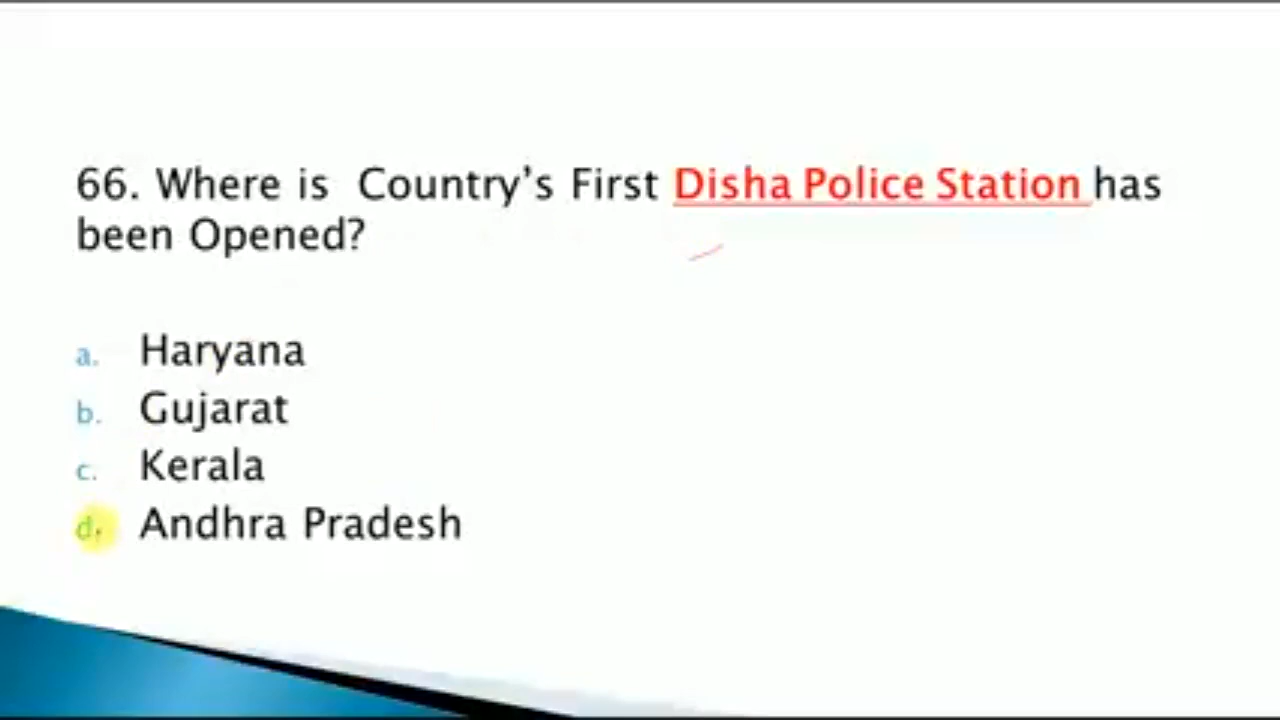 66. Where is Country's First Disha Police Station has
been Opened?
a. Haryana
b. Gujarat
c. Kerala
d. Andhra Pradesh